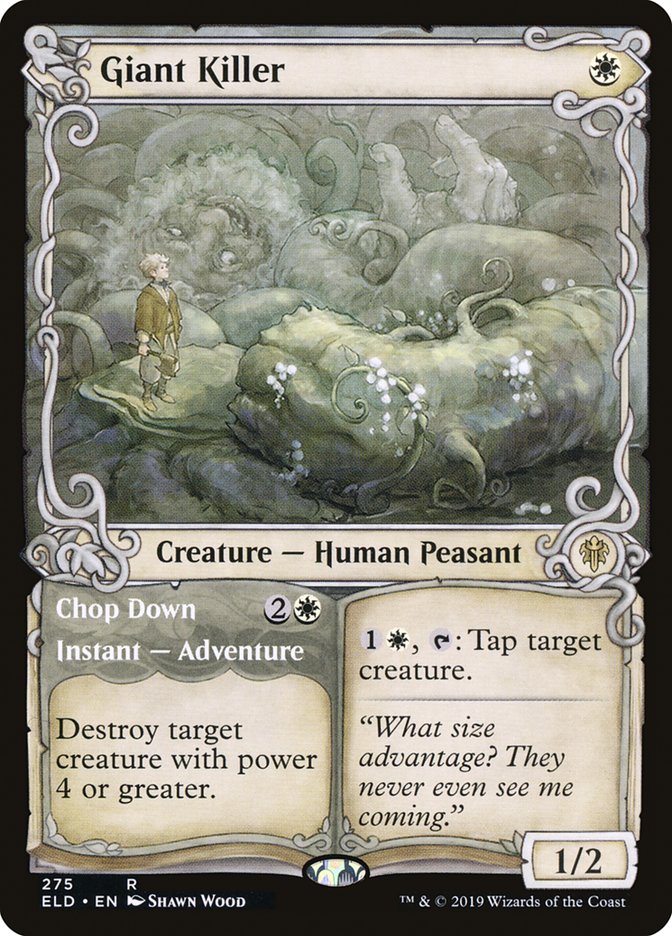 Giant Killer
Creature — Human Peasant
Chop Down 2
Instant — Adventure
Destroy target
creature with power
4 or greater.
1 , : Tap target
creature.
“What size
advantage? They
never even see me
coming.”
1/2
275 R
ELD • EN Shawn Wood
™ & © 2019 Wizards of the Coast